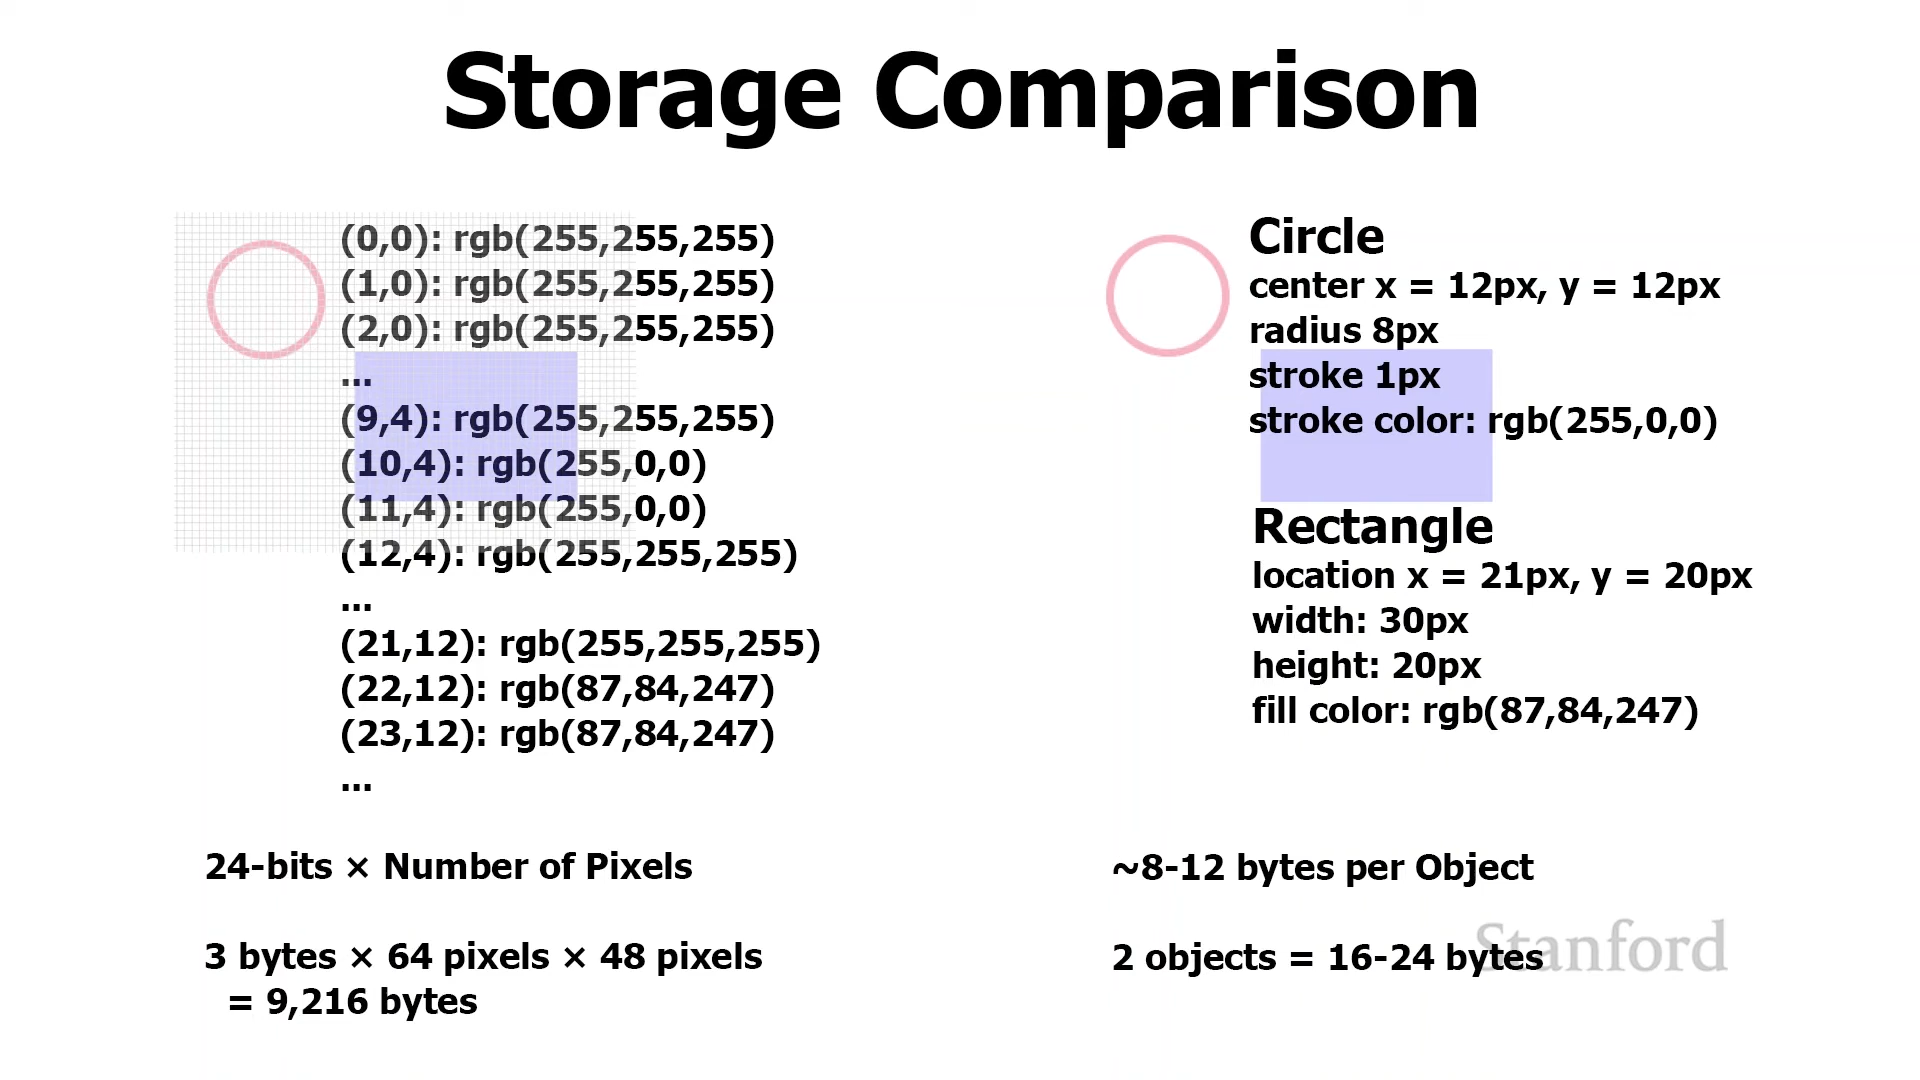 Storage Comparison
(0,0): rgb(255,255,255)
(1,0): rgb(255,255,255)
(2,0): rgb(255,255,255)
...
(9,4): rgb(255,255,255)
(10,4): rgb(255,0,0)
(11,4): rgb(255,0,0)
(12,4): rgb(255,255,255)
...
(21,12): rgb(255,255,255)
(22,12): rgb(87,84,247)
(23,12): rgb(87,84,247)
...
24-bits × Number of Pixels
3 bytes × 64 pixels × 48 pixels
= 9,216 bytes
Circle
center x = 12px, y = 12px
radius 8px
stroke 1px
stroke color: rgb(255,0,0)
Rectangle
location x = 21px, y = 20px
width: 30px
height: 20px
fill color: rgb(87,84,247)
~8-12 bytes per Object
2 objects = 16-24 bytes
Stanford